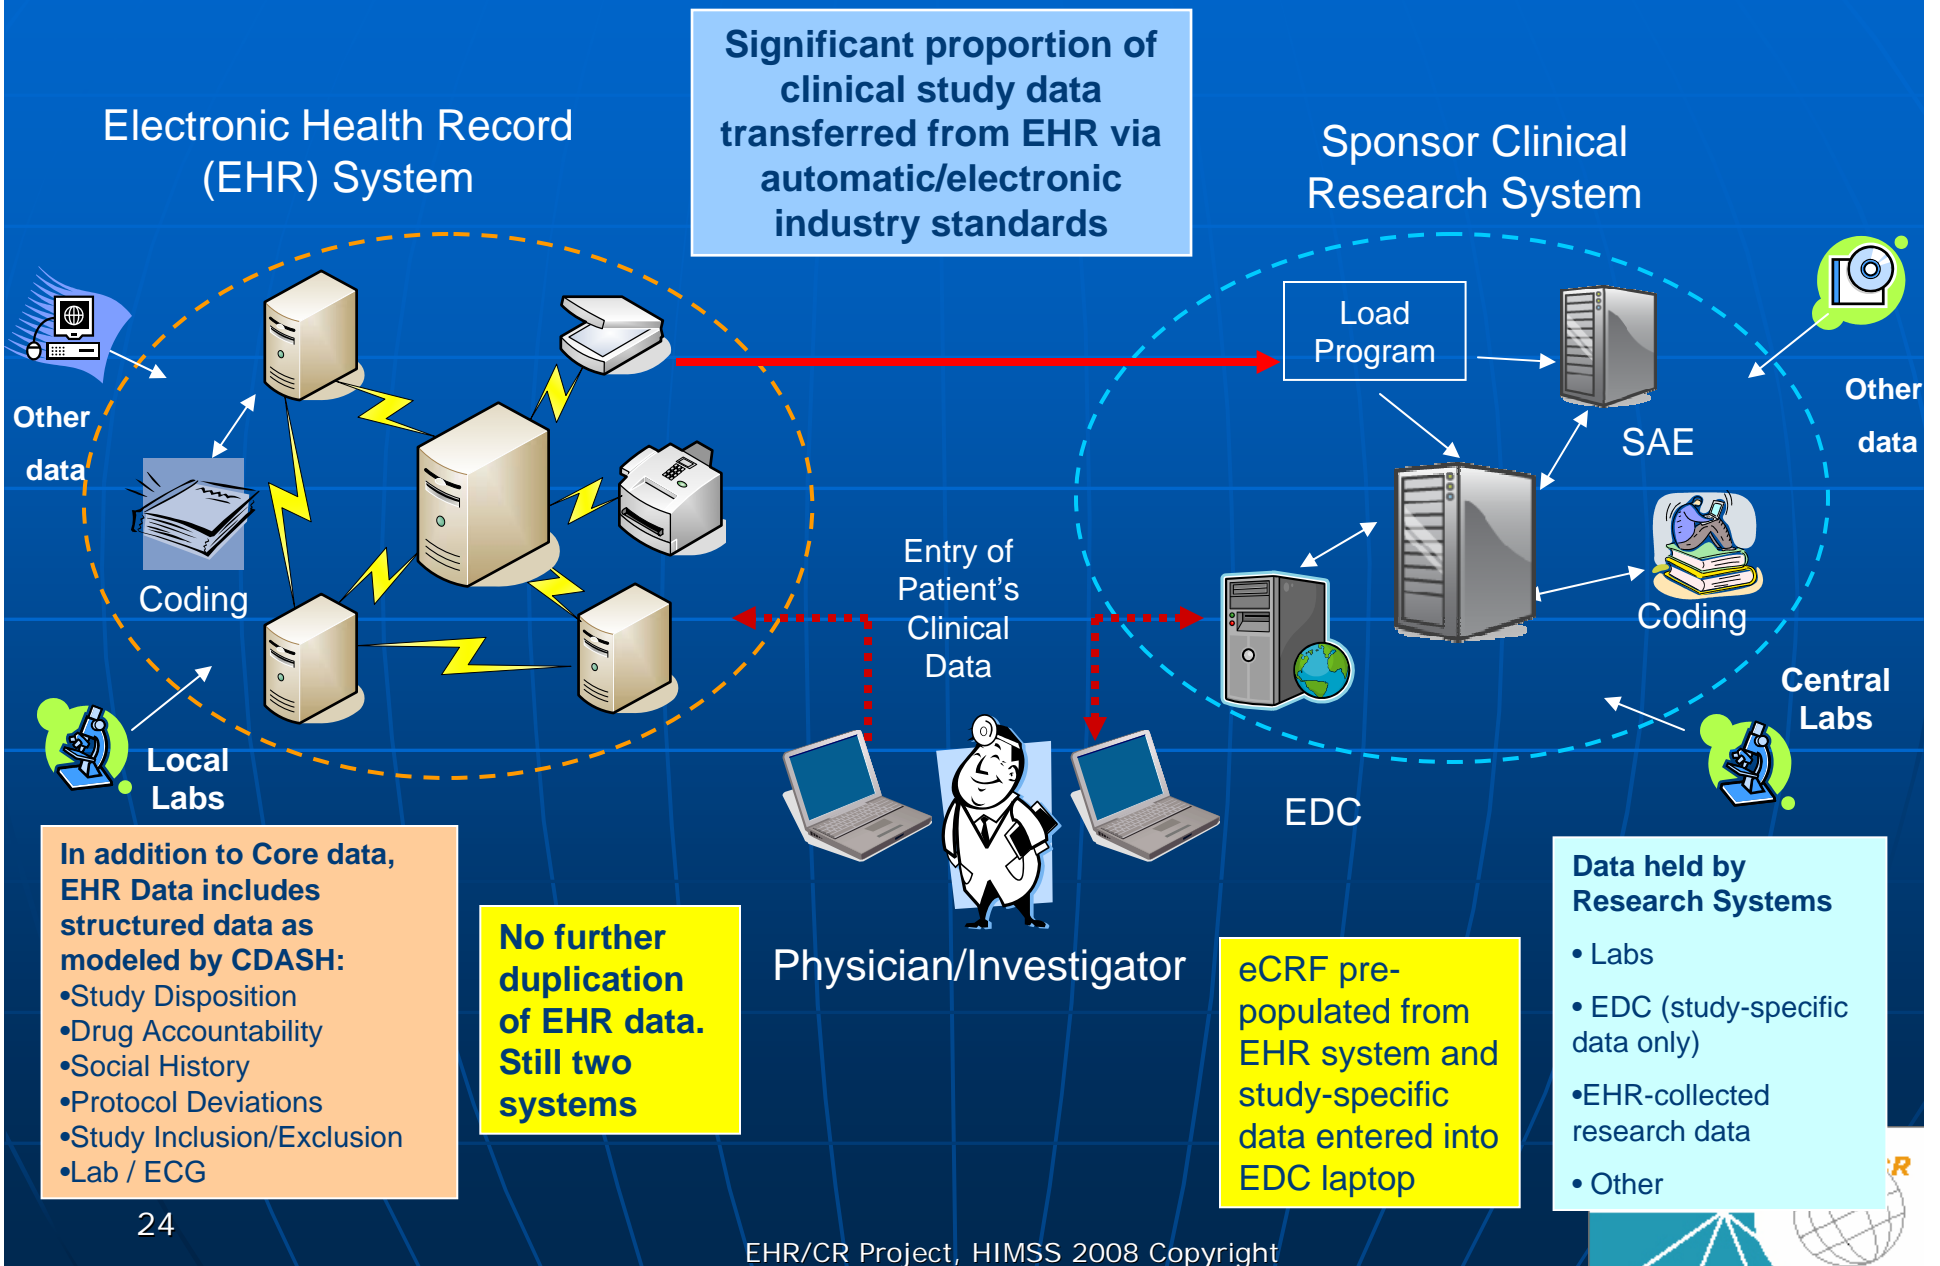 Significant proportion of
clinical study data
transferred from EHR via
automatic/electronic
industry standards
Electronic Health Record
(EHR) System
Sponsor Clinical
Research System
Load
Program
SAE
Other
data
Other
data
Coding
Coding
Entry of
Patient's
Clinical
Data
Local
Labs
Central
Labs
EDC
Physician/Investigator
In addition to Core data,
EHR Data includes
structured data as
modeled by CDASH:
•Study Disposition
•Drug Accountability
•Social History
•Protocol Deviations
•Study Inclusion/Exclusion
•Lab / ECG
No further
duplication
of EHR data.
Still two
systems
eCRF pre-
populated from
EHR system and
study-specific
data entered into
EDC laptop
Data held by
Research Systems
• Labs
• EDC (study-specific
data only)
•EHR-collected
research data
• Other
24
EHR/CR Project, HIMSS 2008 Copyright